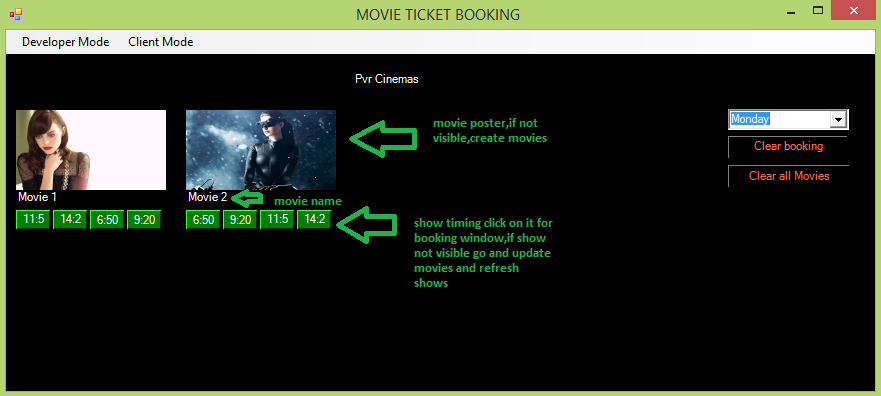 MOVIE TICKET BOOKING
Developer Mode Client Mode
Pvr Cinemas
movie poster,if not
visible,create movies
Monday
Clear booking
Clear all Movies
Movie 1
Movie 2
movie name
11:5 14:2 6:50 9:20
6:50 9:20 11:5 14:2
show timing click on it for
booking window,if show
not visible go and update
movies and refresh
shows